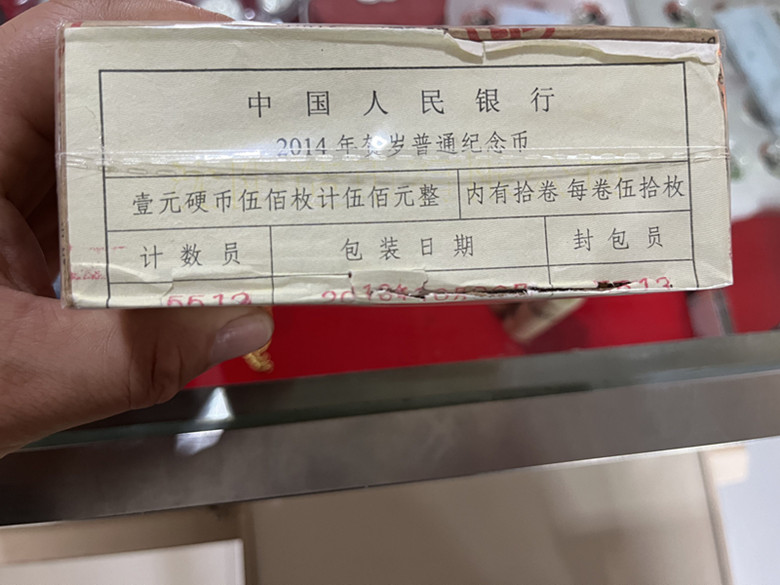 中国人民银行
2014年贺岁普通纪念币
壹元硬币伍佰枚计伍佰元整 内有拾卷 每卷伍拾枚
计数员 包装日期 封包员
5513